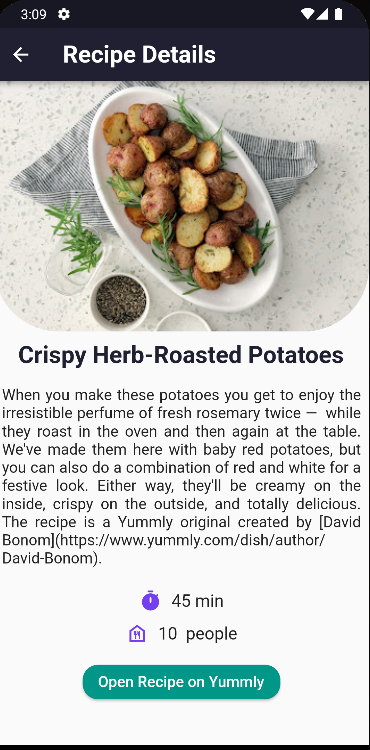 3:09
Recipe Details
Crispy Herb-Roasted Potatoes
When you make these potatoes you get to enjoy the
irresistible perfume of fresh rosemary twice — while
they roast in the oven and then again at the table.
We've made them here with baby red potatoes, but
you can also do a combination of red and white for a
festive look. Either way, they'll be creamy on the
inside, crispy on the outside, and totally delicious.
The recipe is a Yummly original created by [David
Bonom](https://www.yummly.com/dish/author/
David-Bonom).
45 min
10 people
Open Recipe on Yummly